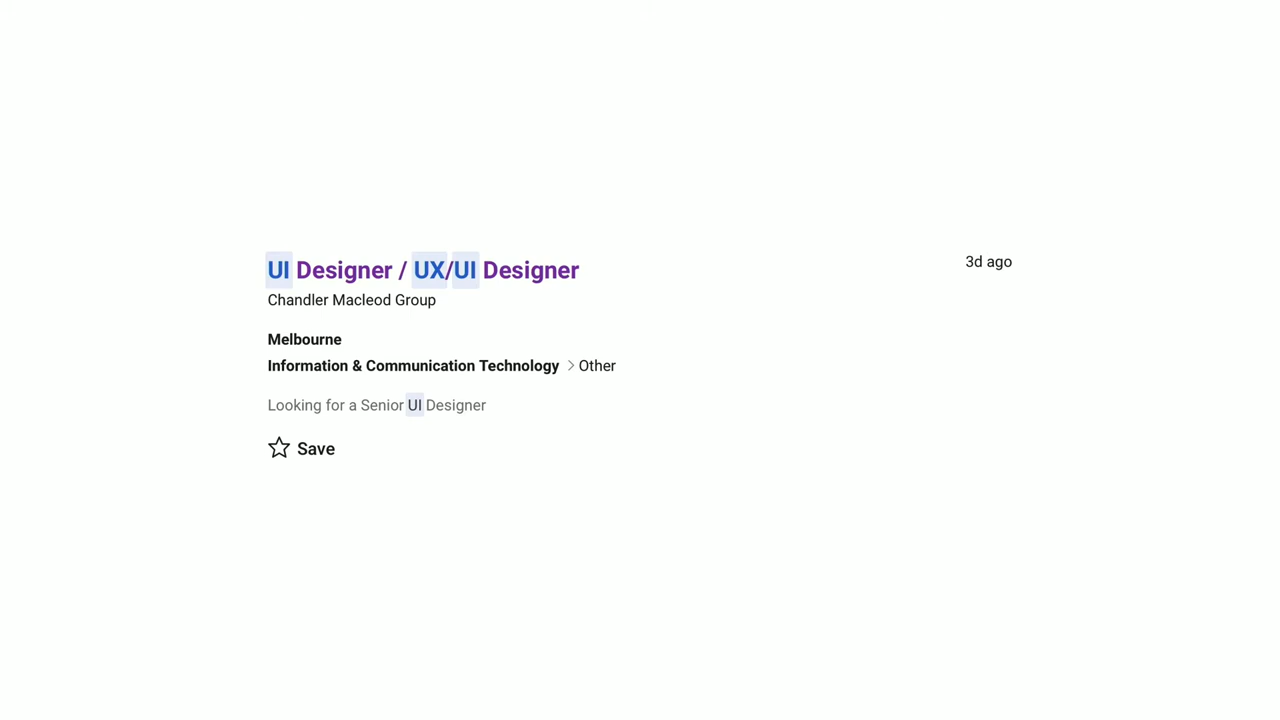 UI Designer / UX/UI Designer
3d ago
Chandler Macleod Group
Melbourne
Information & Communication Technology > Other
Looking for a Senior UI Designer
Save